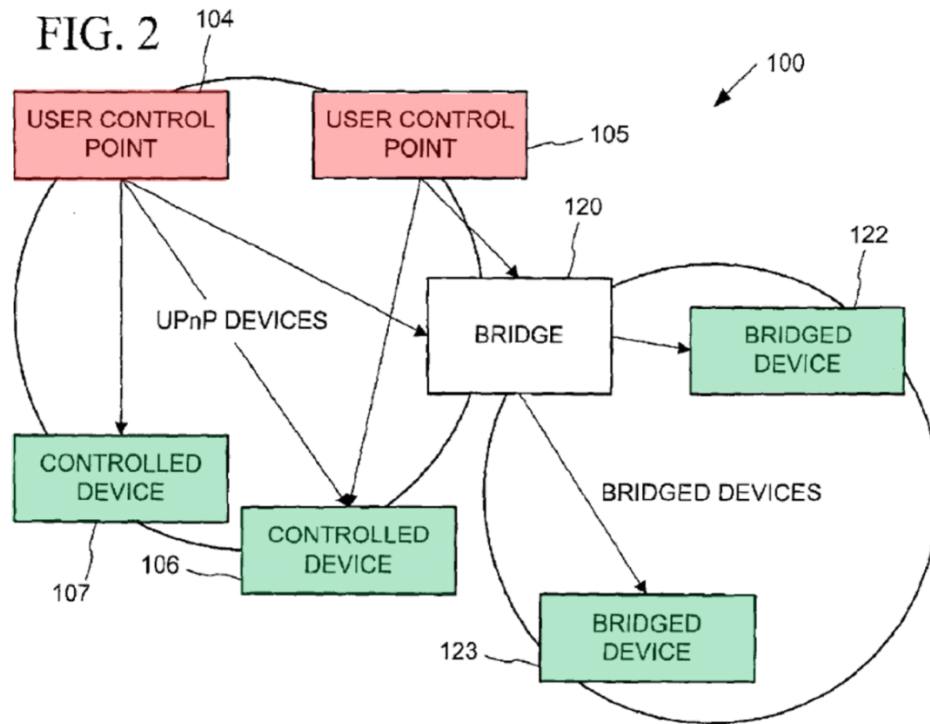 FIG. 2
104
100
USER CONTROL
POINT
USER CONTROL
POINT
105
120
122
UPnP DEVICES
BRIDGE
BRIDGED
DEVICE
CONTROLLED
DEVICE
BRIDGED DEVICES
CONTROLLED
DEVICE
107
106
BRIDGED
DEVICE
123